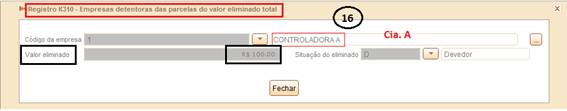 Registro KJ10 - Empresas detentoras das parcelas do valor eliminado total
16
Código da empresa 1 CONTROLADORA A Cia. A ...
Valor eliminado R$ 100,00 Situação do eliminado D Devedor
Fechar